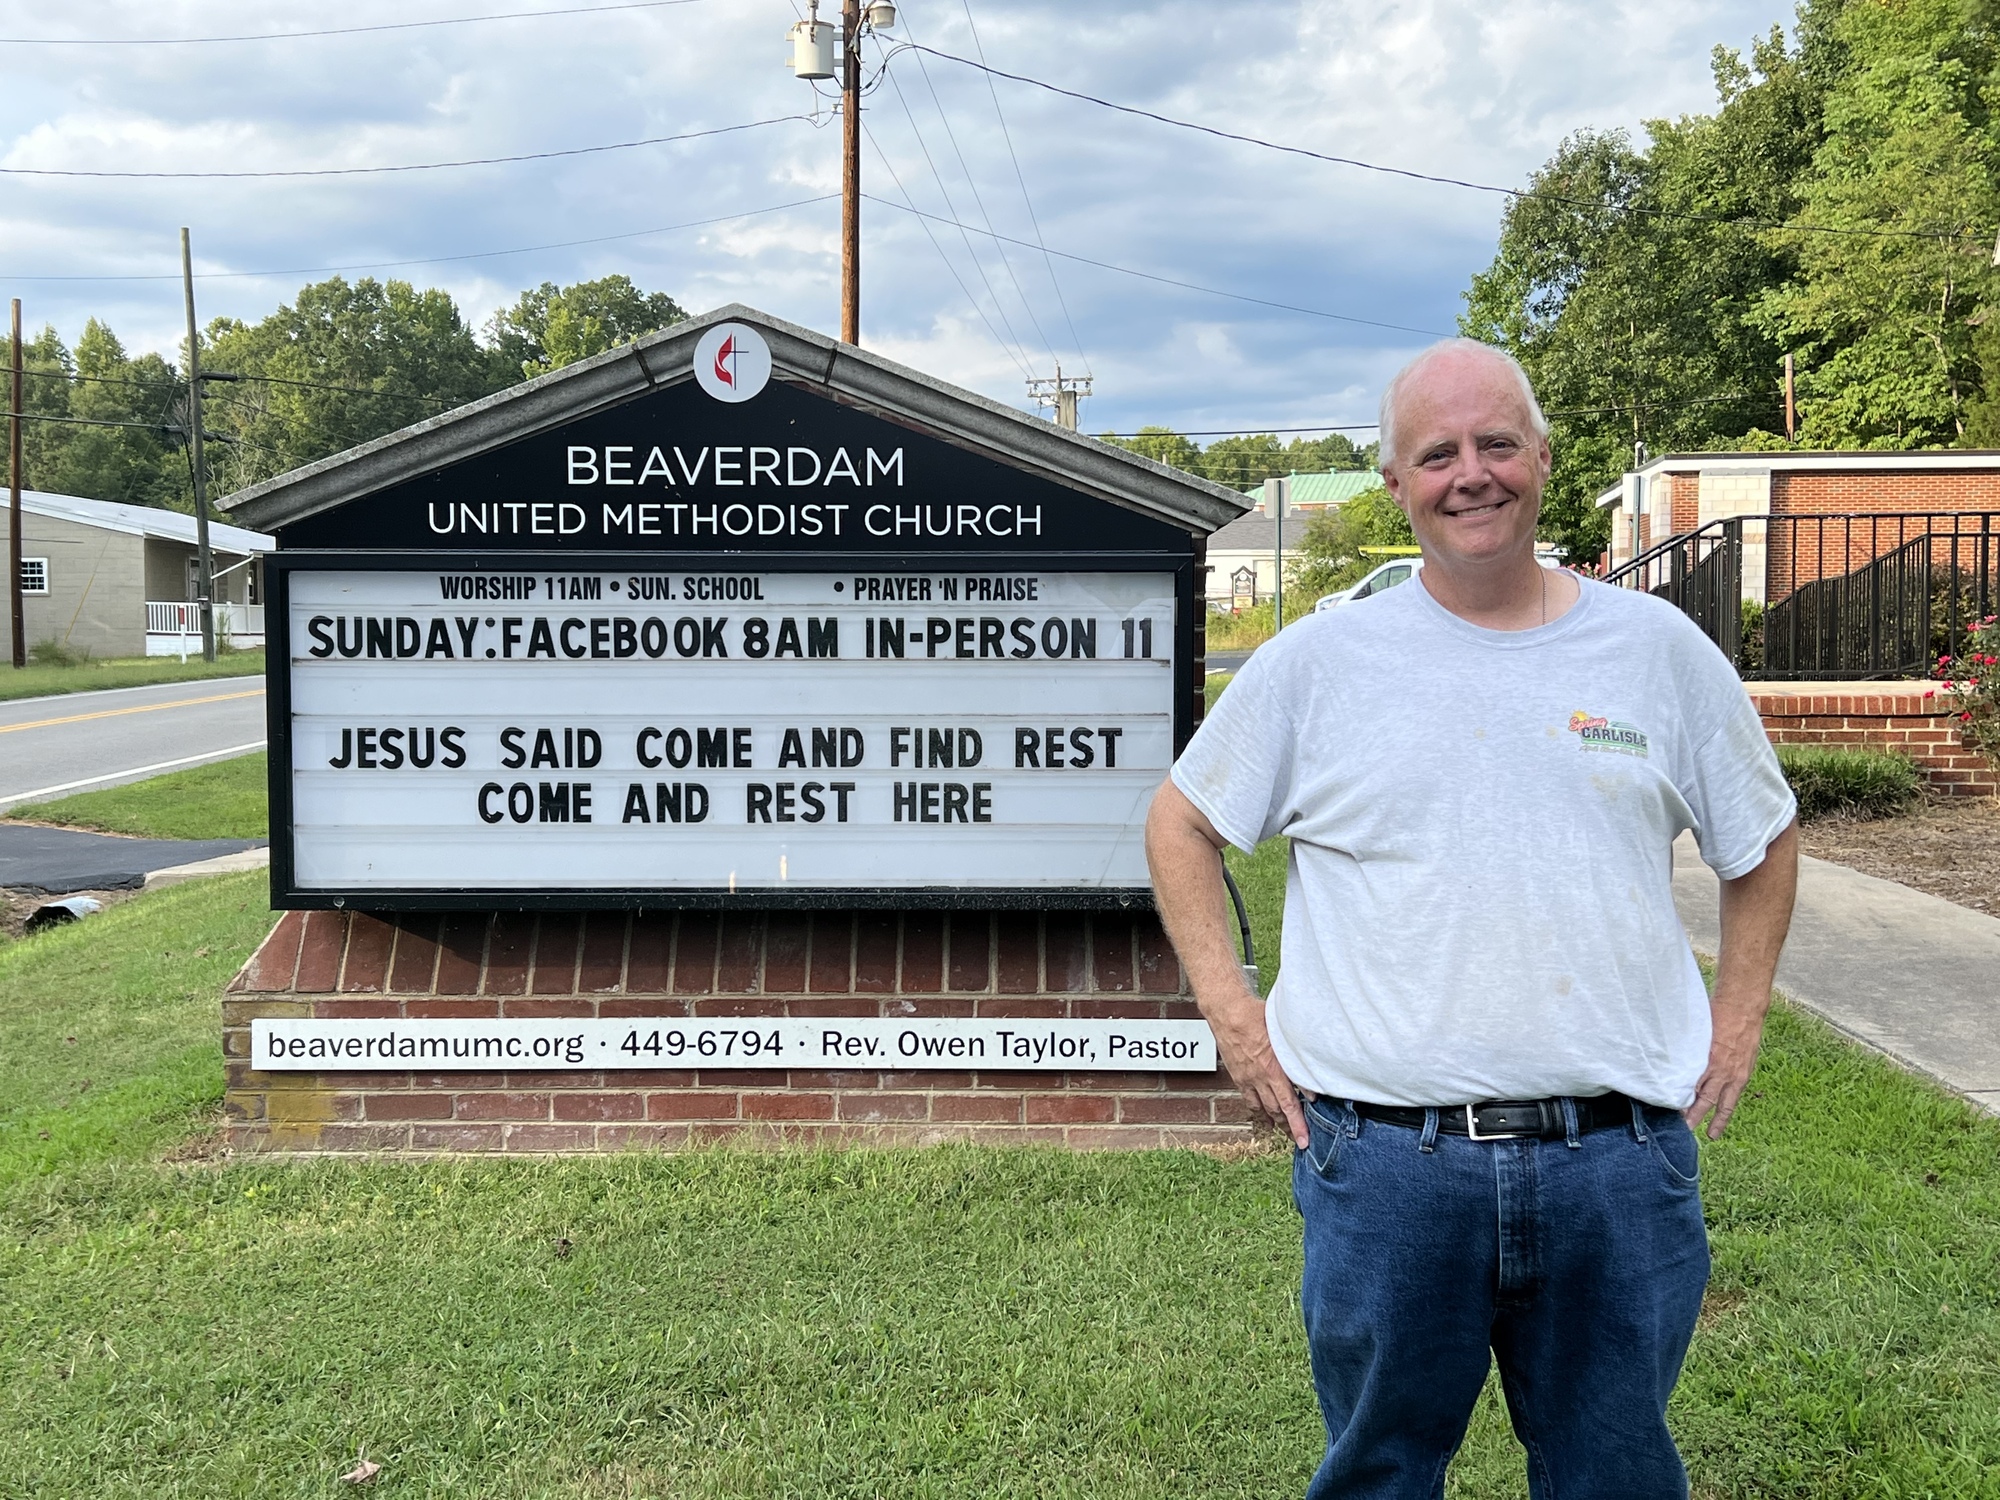 BEAVERDAM
UNITED METHODIST CHURCH
WORSHIP 11AM • SUN. SCHOOL • PRAYER 'N PRAISE
SUNDAY:FACEBOOK 8AM IN-PERSON 11
JESUS SAID COME AND FIND REST
COME AND REST HERE
beaverdamumc.org · 449-6794 · Rev. Owen Taylor, Pastor
Spring
CARLISLE